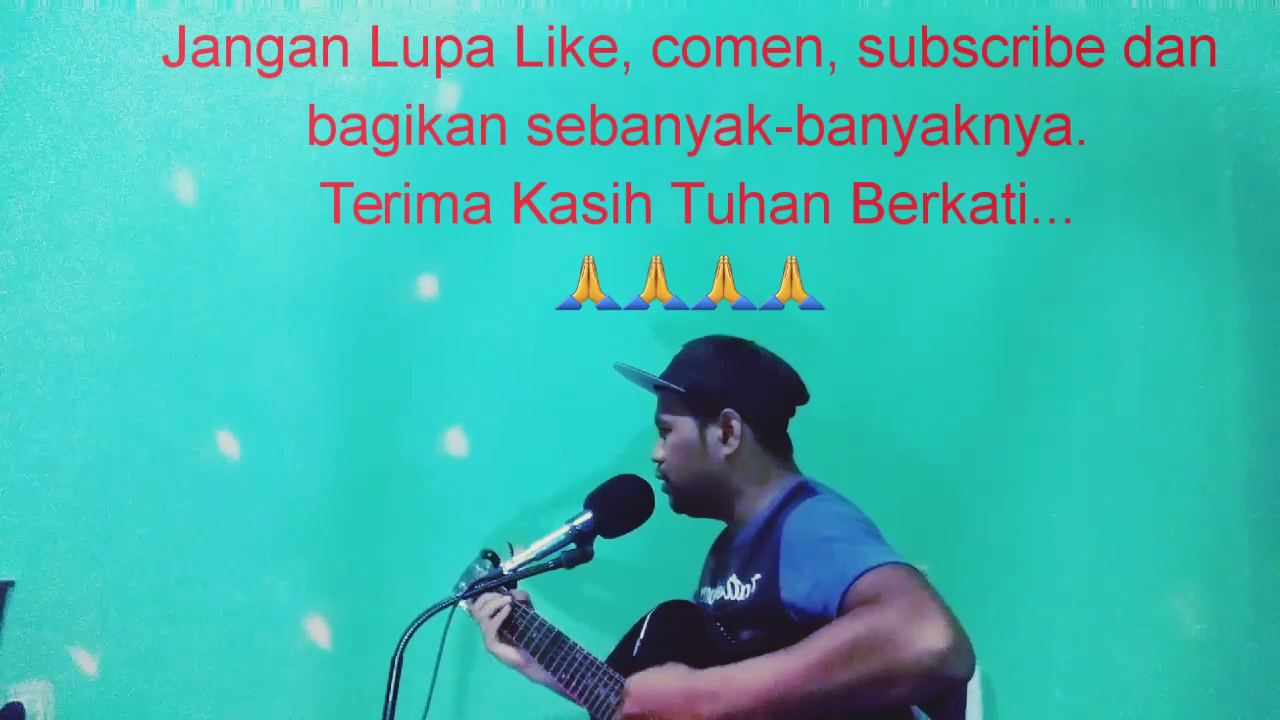 Jangan Lupa Like, comen, subscribe dan
bagikan sebanyak-banyaknya.
Terima Kasih Tuhan Berkati...
🙏🙏🙏🙏